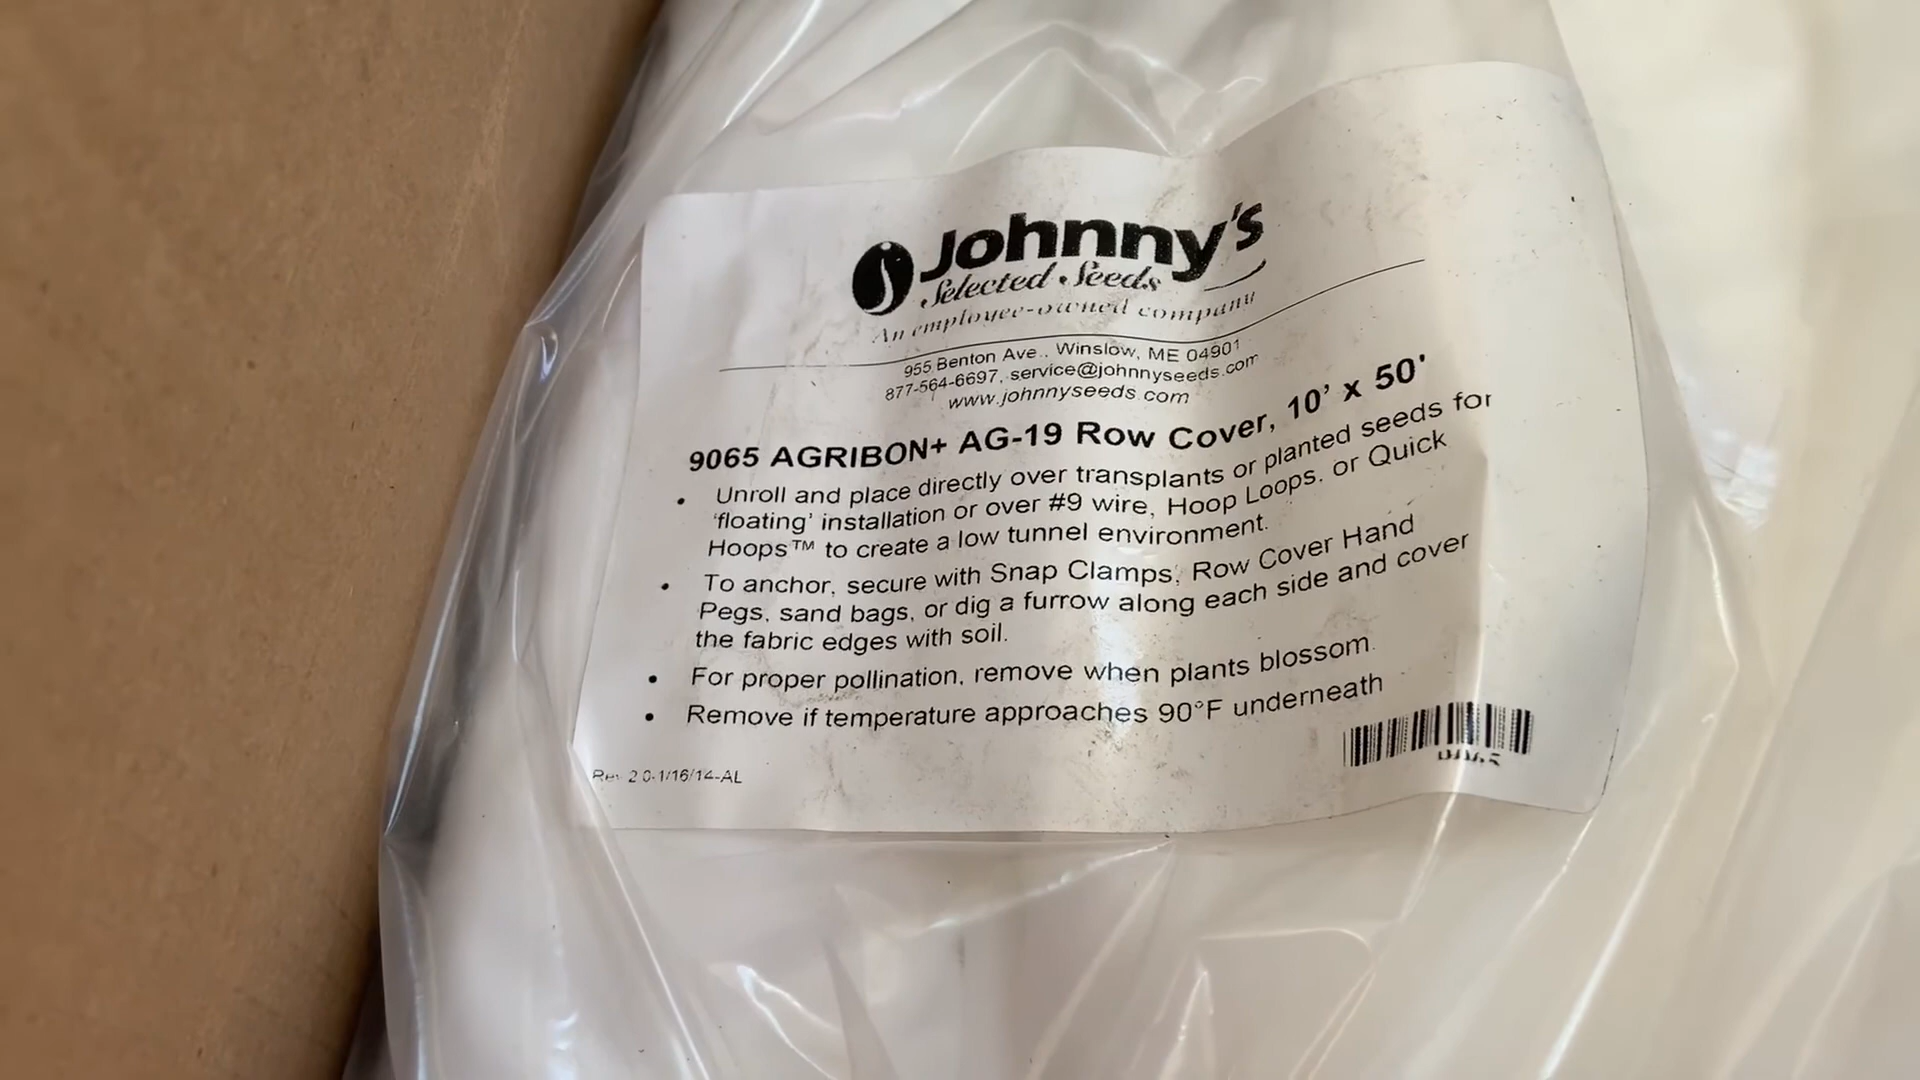 Johnny's
Selected Seeds
An employee-owned company
955 Benton Ave., Winslow, ME 04901
877-564-6697, service@johnnyseeds.com
www.johnnyseeds.com
9065 AGRIBON+ AG-19 Row Cover, 10' x 50'
• Unroll and place directly over transplants or planted seeds for
'floating' installation or over #9 wire, Hoop Loops, or Quick
Hoops™ to create a low tunnel environment.
• To anchor, secure with Snap Clamps, Row Cover Hand
Pegs, sand bags, or dig a furrow along each side and cover
the fabric edges with soil.
• For proper pollination, remove when plants blossom.
• Remove if temperature approaches 90°F underneath
Rev 2.0-1/16/14-AL